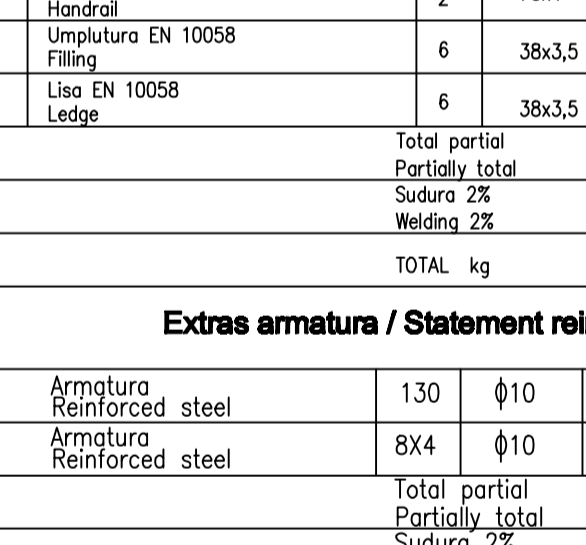 Handrail
Umplutura EN 10058
Filling
6
38x3,5
Lisa EN 10058
Ledge
6
38x3,5
Total partial
Partially total
Sudura 2%
Welding 2%
TOTAL kg
Extras armatura / Statement rei
Armatura
Reinforced steel
130
ϕ10
Armatura
Reinforced steel
8X4
ϕ10
Total partial
Partially total
Sudura 2%